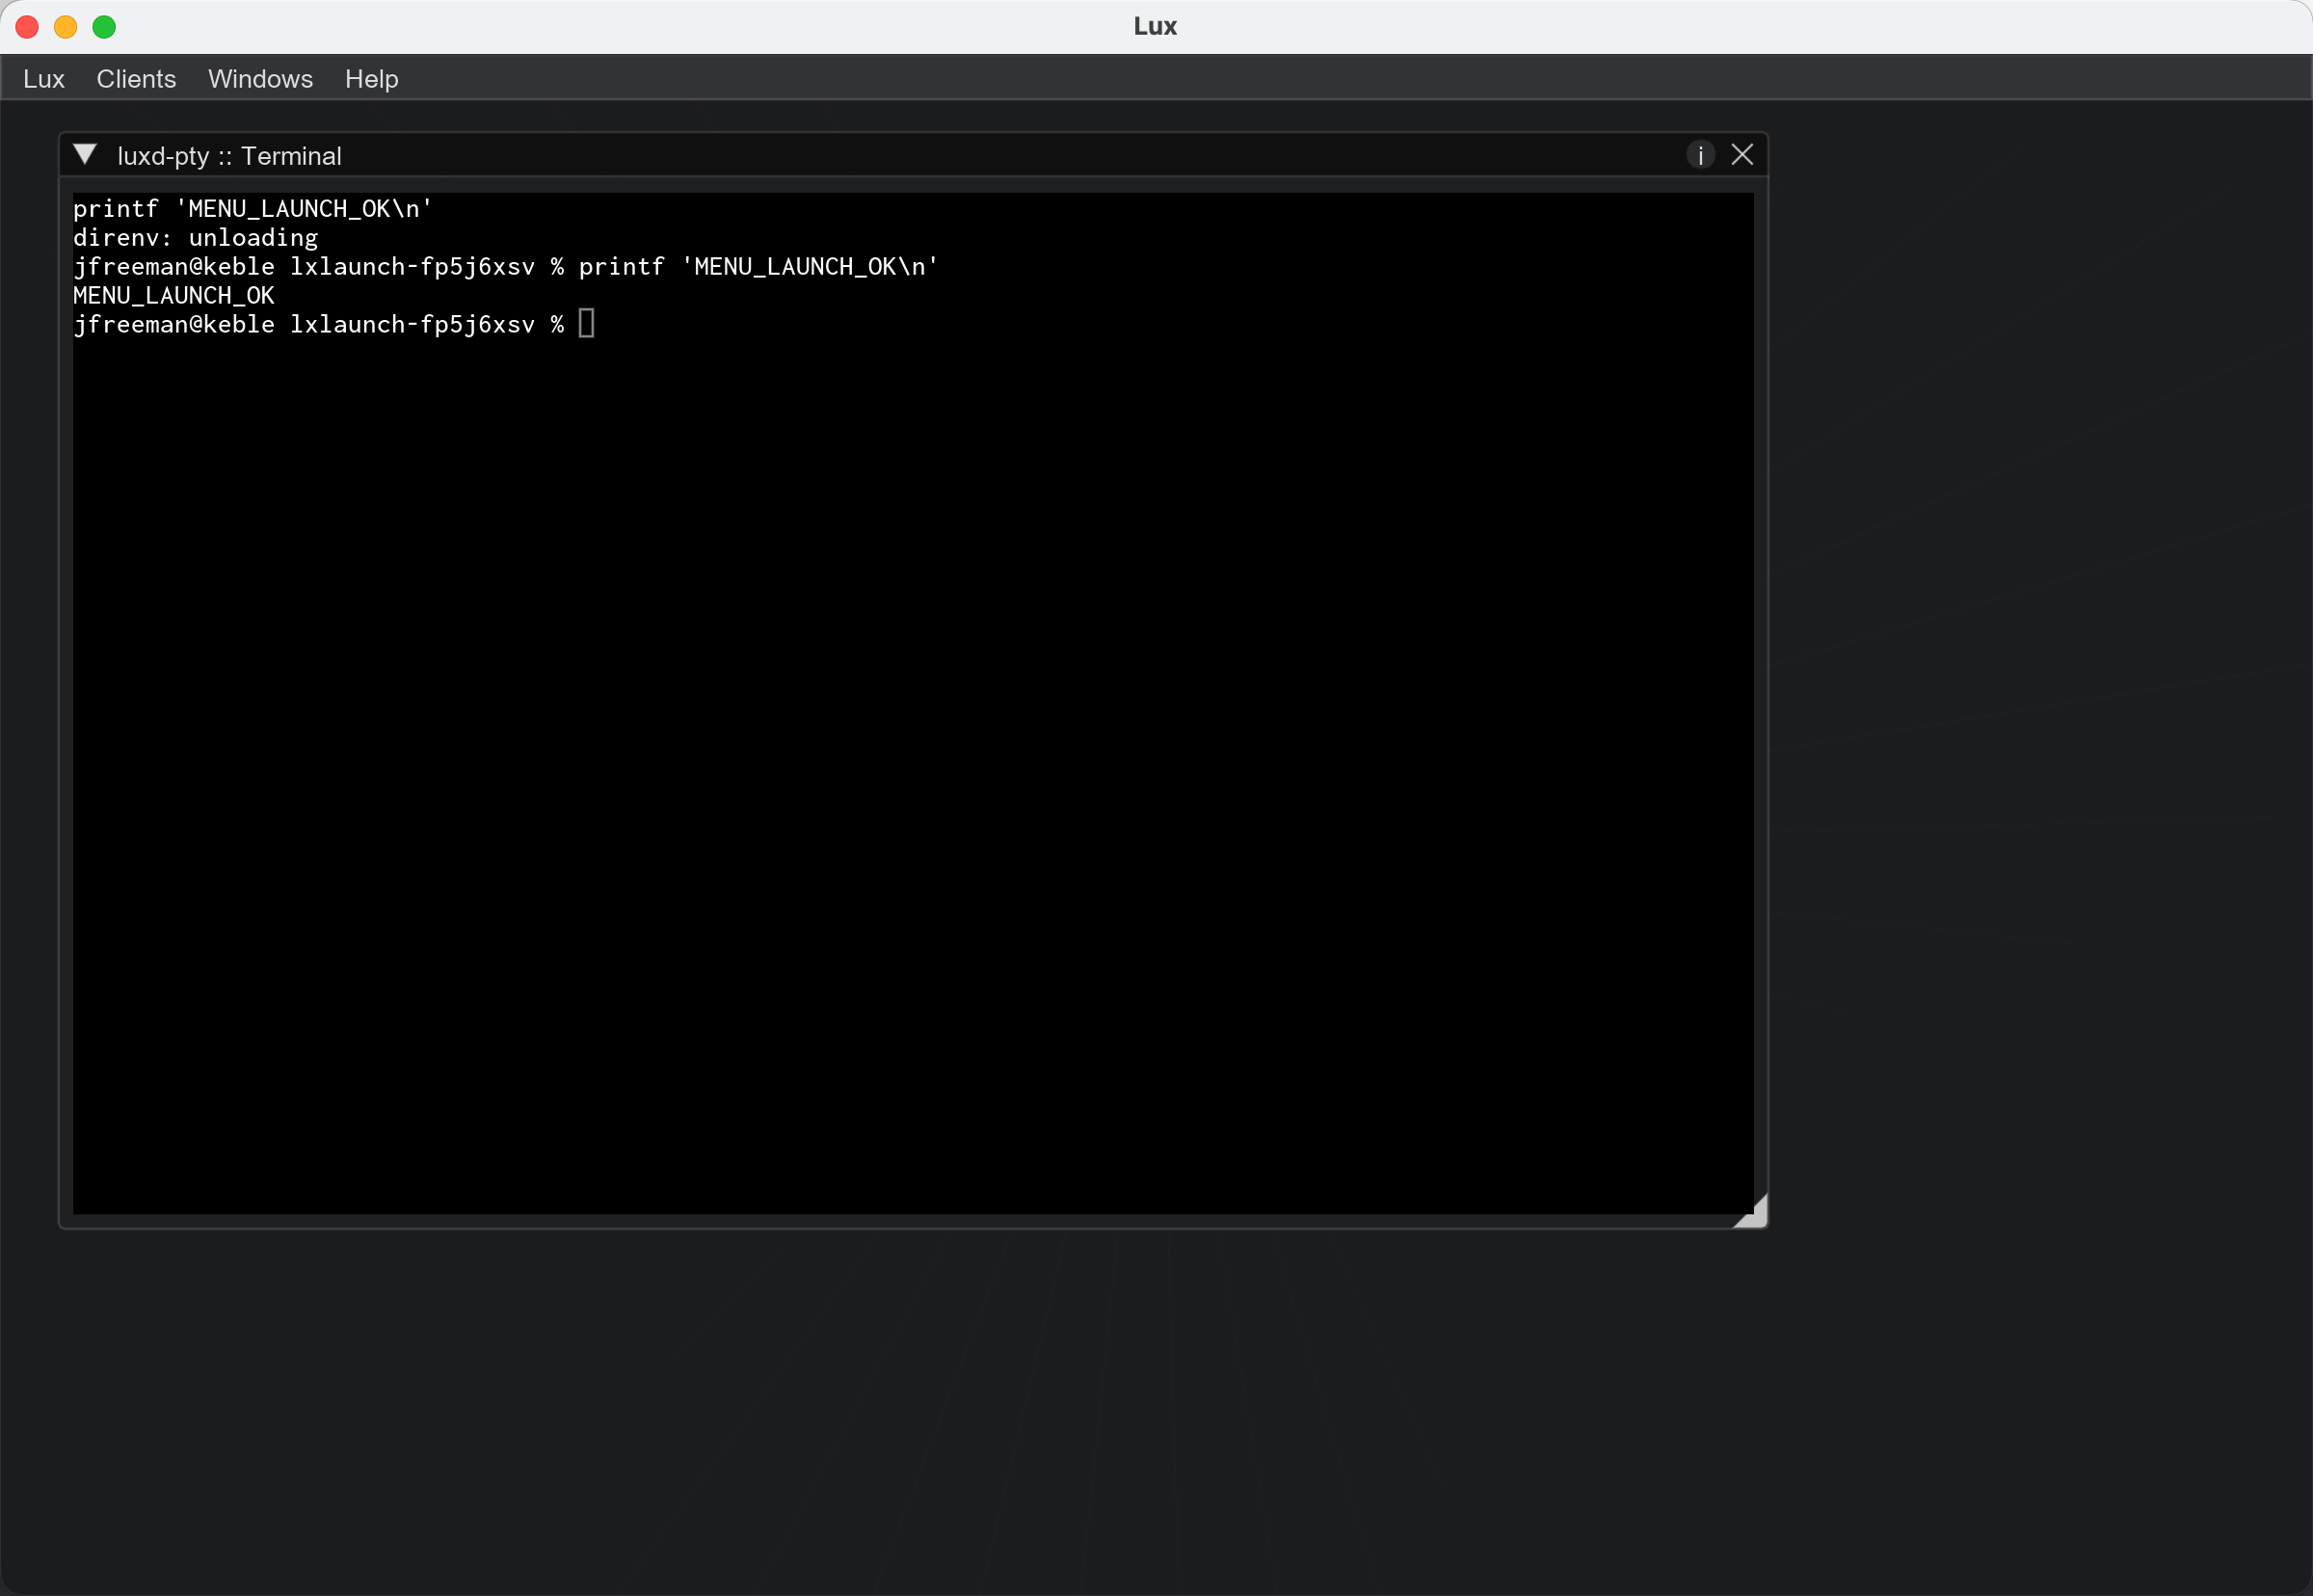 Lux
Lux Clients Windows Help
luxd-pty :: Terminal i
printf 'MENU_LAUNCH_OK\n'
direnv: unloading
jfreeman@keble lxlaunch-fp5j6xsv % printf 'MENU_LAUNCH_OK\n'
MENU_LAUNCH_OK
jfreeman@keble lxlaunch-fp5j6xsv %